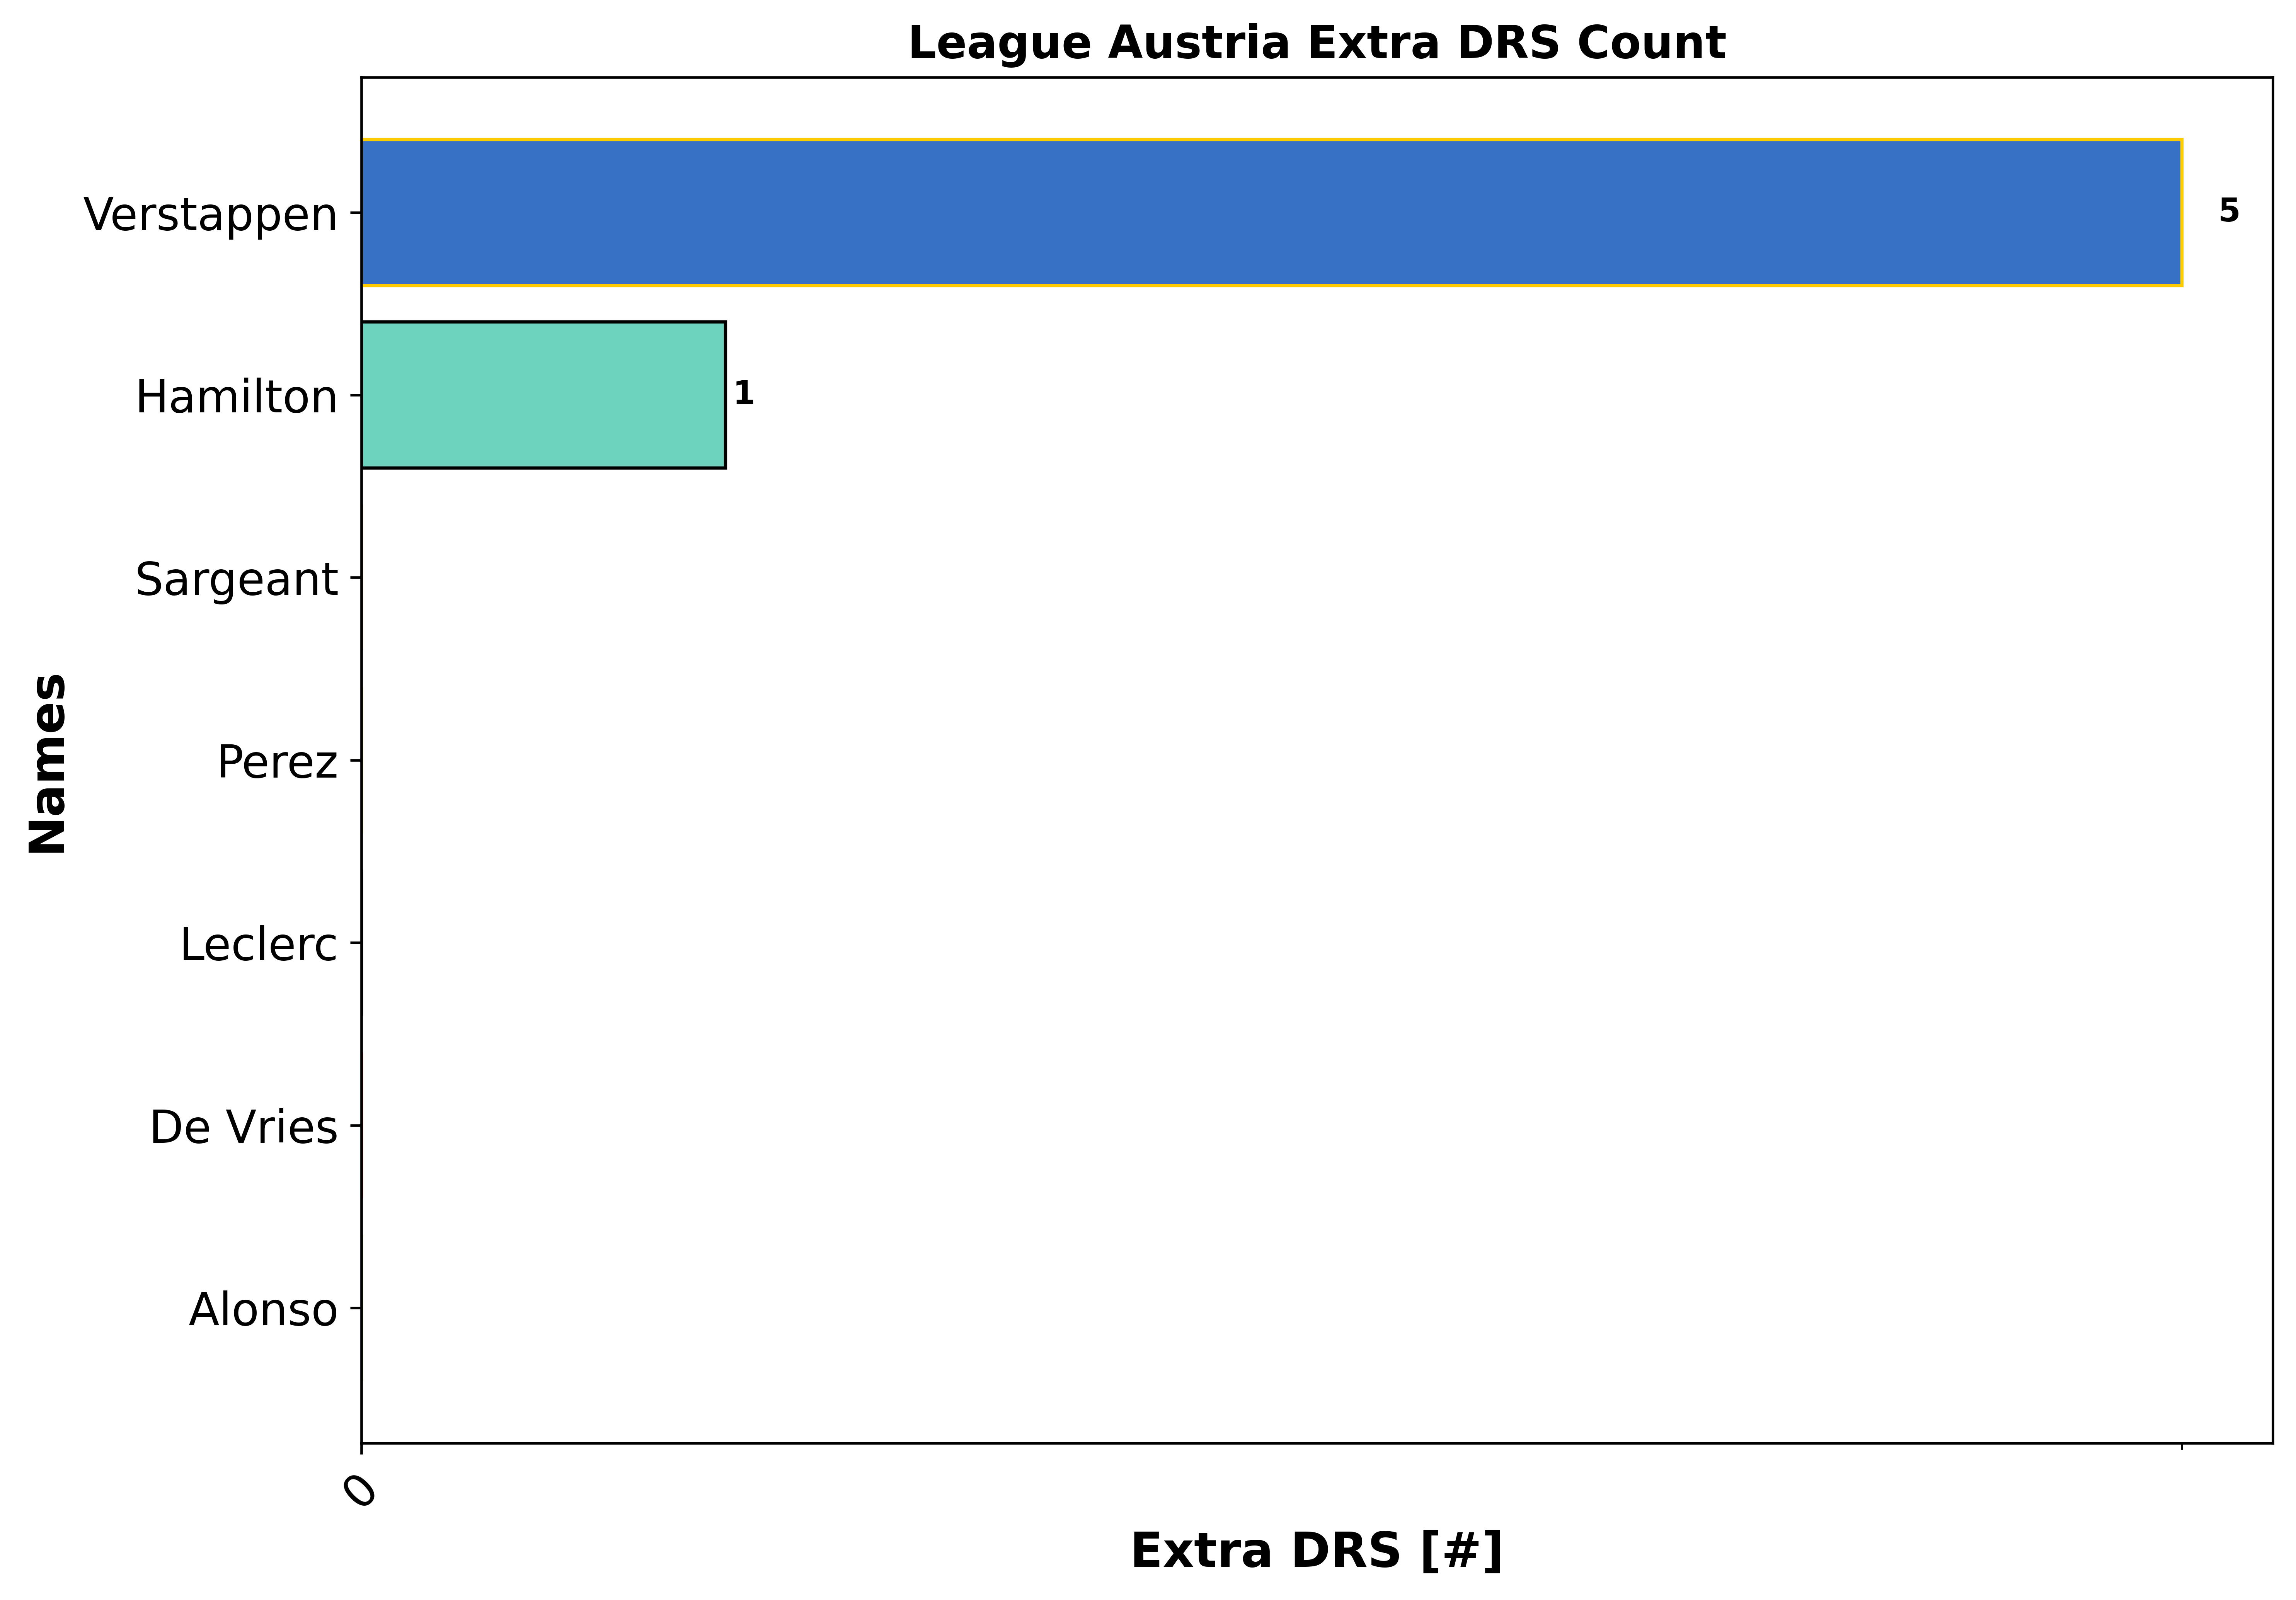 League Austria Extra DRS Count
Verstappen
5
Hamilton
1
Sargeant
Perez
Leclerc
De Vries
Alonso
Names
0
Extra DRS [#]